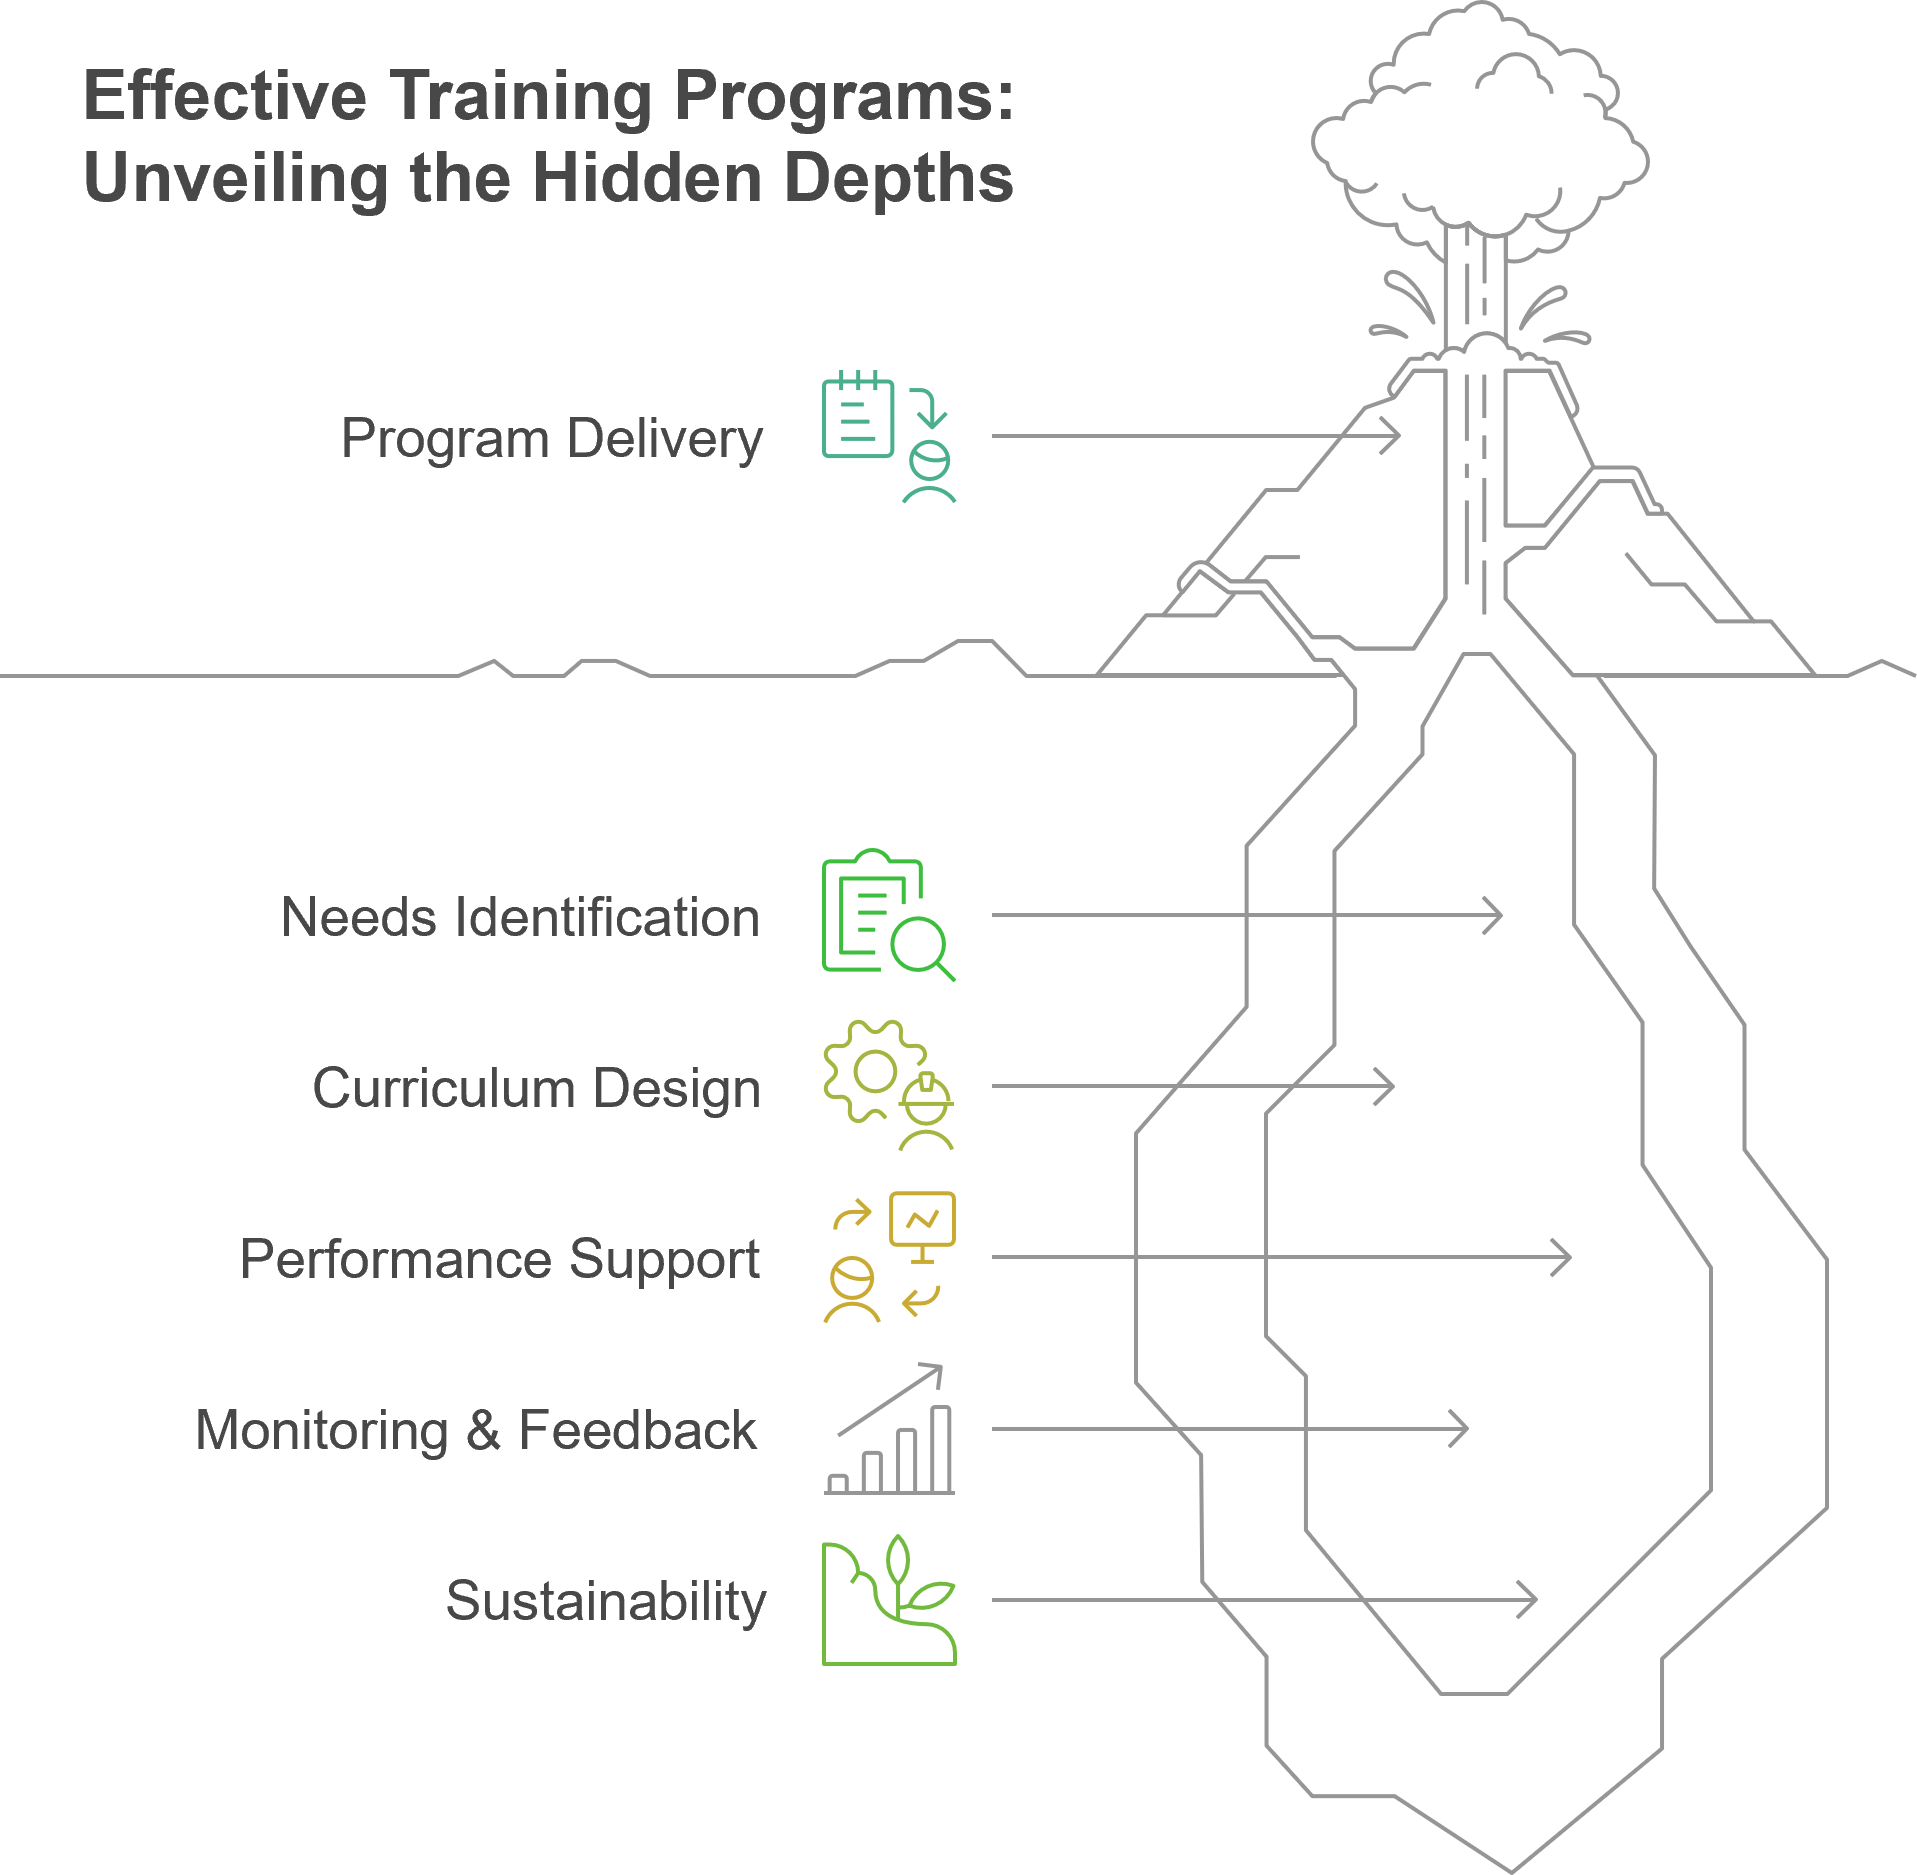 Effective Training Programs:
Unveiling the Hidden Depths
Program Delivery
Needs Identification
Curriculum Design
Performance Support
Monitoring & Feedback
Sustainability